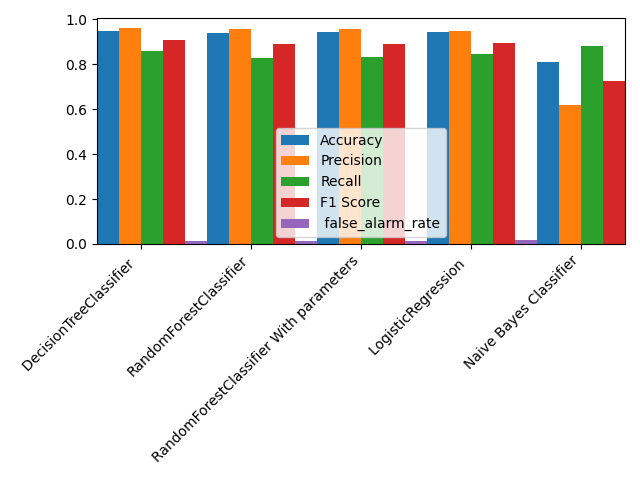 1.0
0.8
0.6
0.4
0.2
0.0
Accuracy
Precision
Recall
F1 Score
false_alarm_rate
DecisionTreeClassifier
RandomForestClassifier
RandomForestClassifier With parameters
LogisticRegression
Naive Bayes Classifier